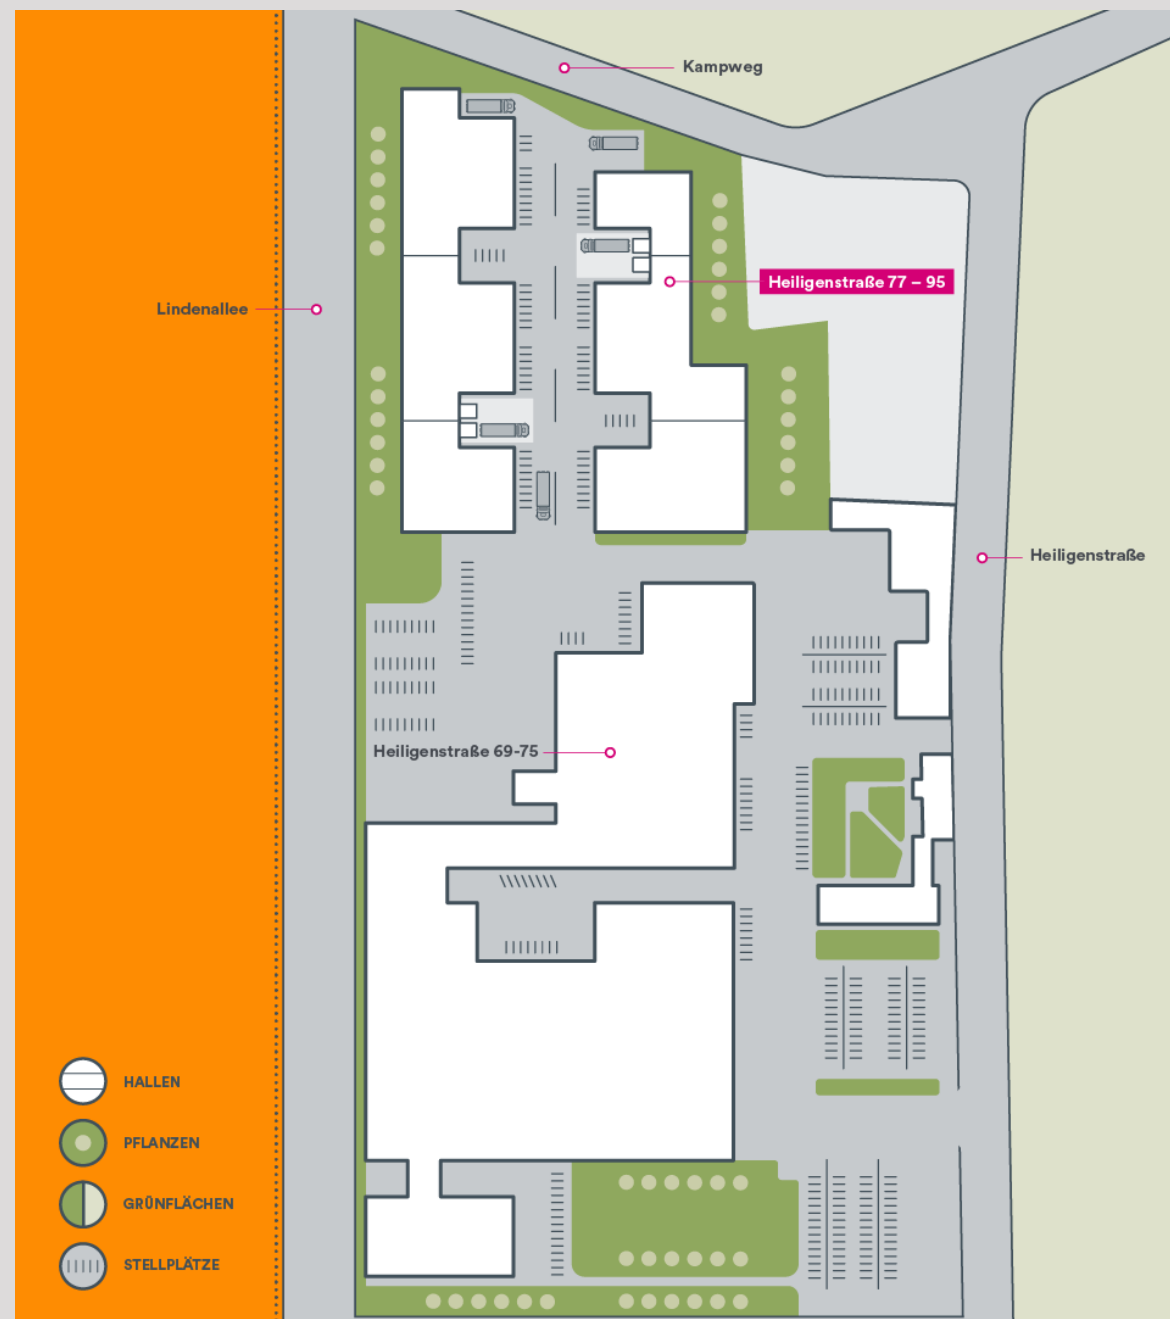 Kampweg
Heiligenstraße 77 – 95
Lindenallee
Heiligenstraße
Heiligenstraße 69-75
HALLEN
PFLANZEN
GRÜNFLÄCHEN
STELLPLÄTZE